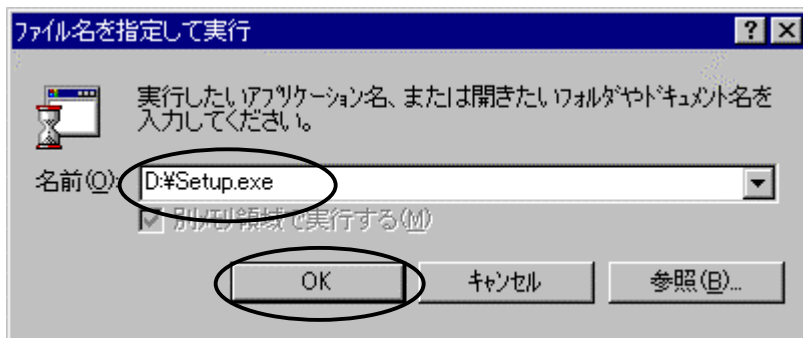 ファイル名を指定して実行
実行したいアプリケーション名、または開きたいフォルダやドキュメント名を
入力してください。
名前(O): D:¥Setup.exe
別メモリ領域で実行する(M)
OK キャンセル 参照(B)...